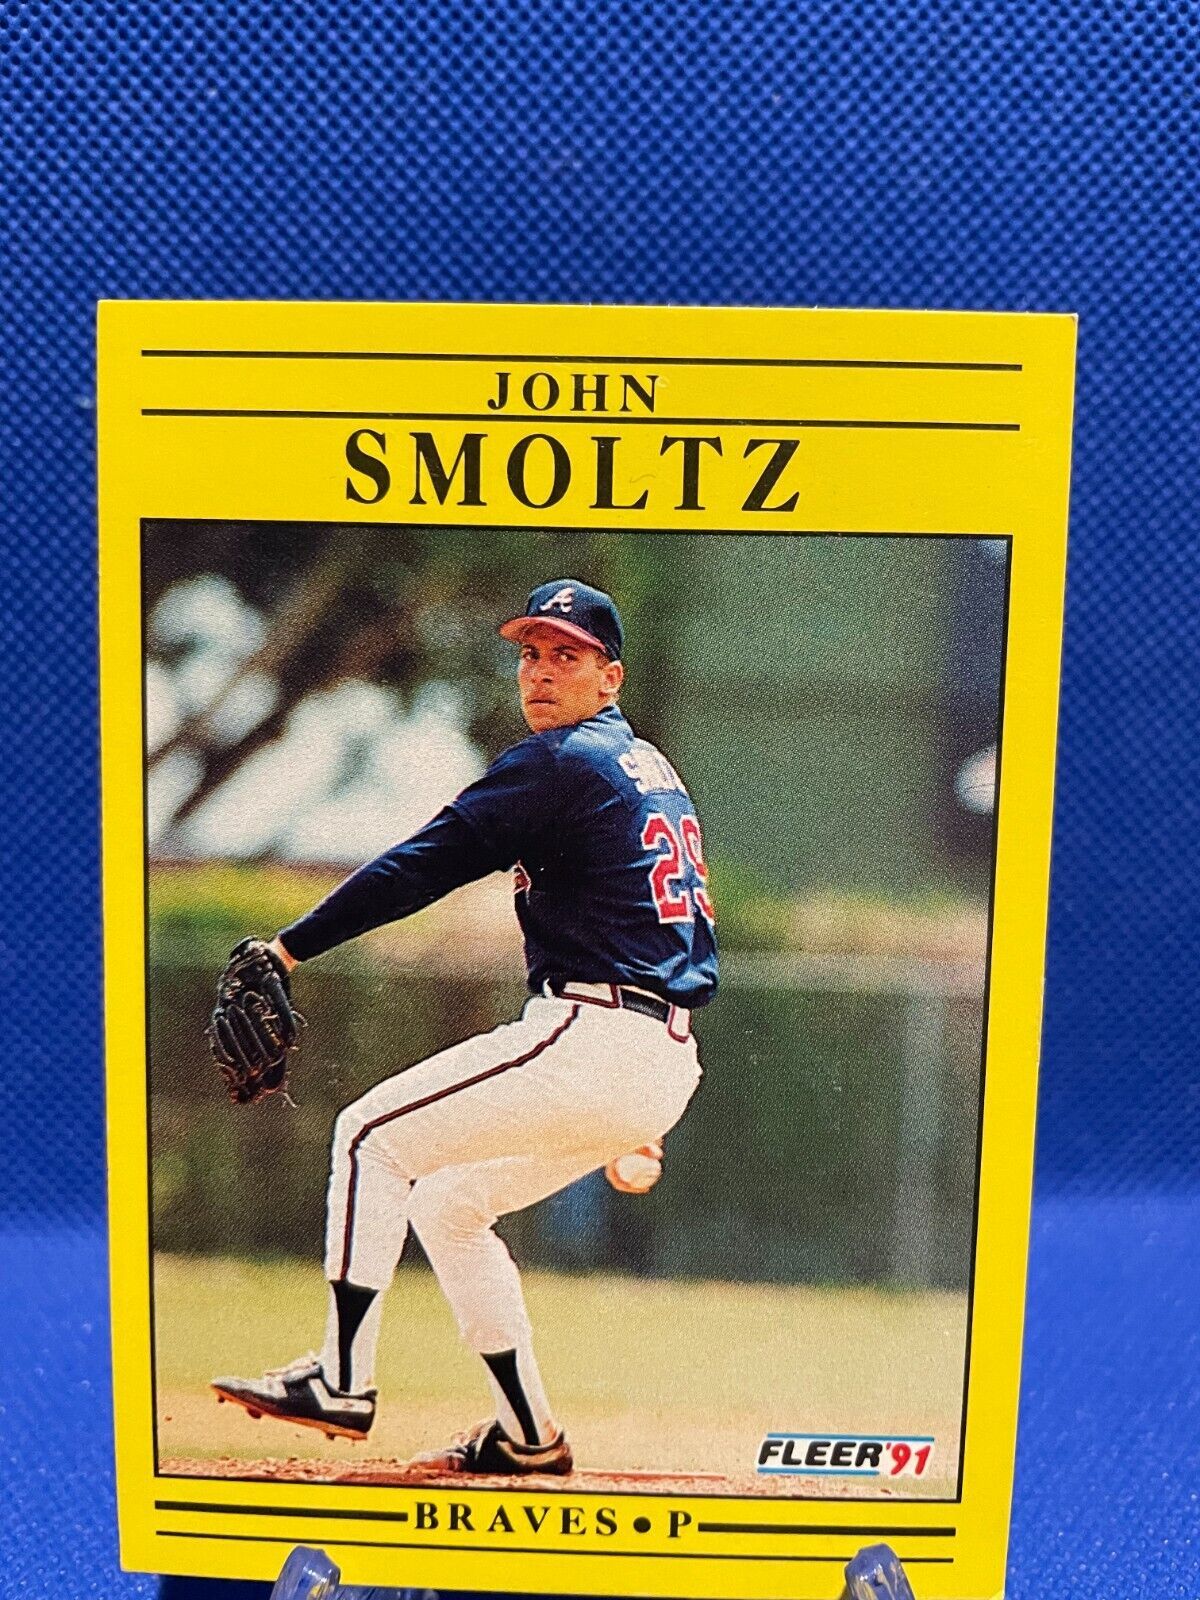 JOHN
SMOLTZ
A
29
FLEER '91
BRAVES • P